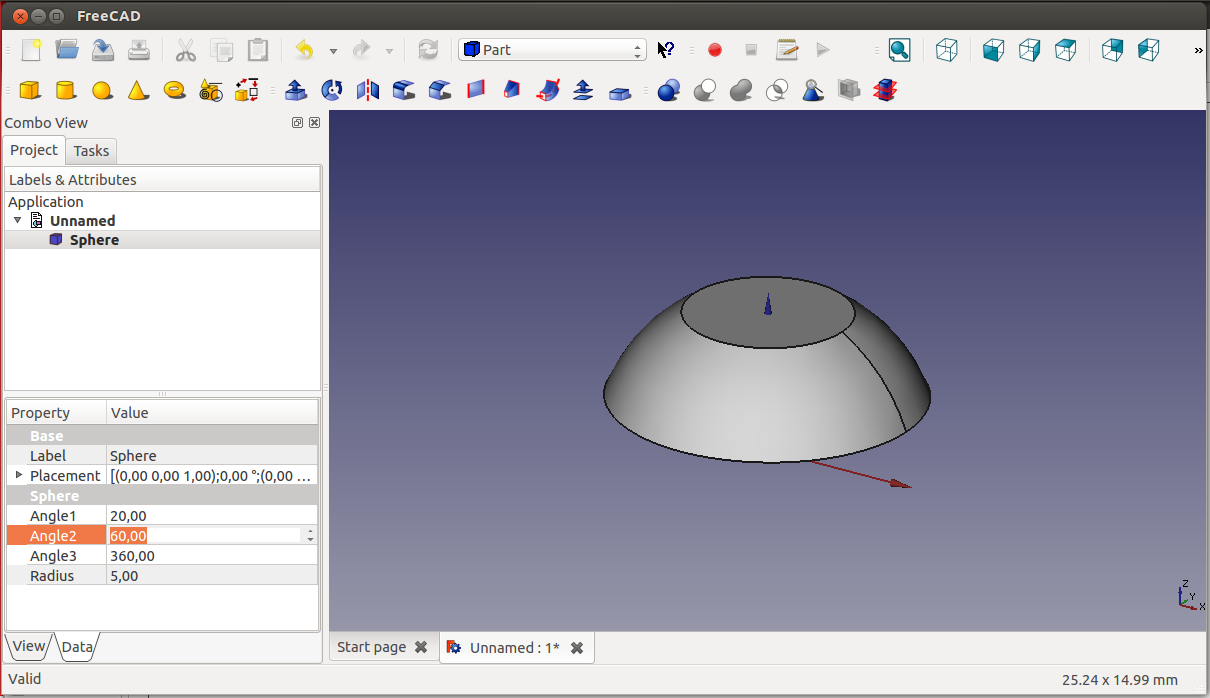 FreeCAD
Part
»
Combo View
Project
Tasks
Labels & Attributes
Application
Unnamed
Sphere
Property Value
Base
Label Sphere
Placement [(0,00 0,00 1,00);0,00 °;(0,00 ...
Sphere
Angle1 20,00
Angle2 60,00
Angle3 360,00
Radius 5,00
Z
Y
X
View
Data
Start page
Unnamed : 1*
Valid
25.24 x 14.99 mm